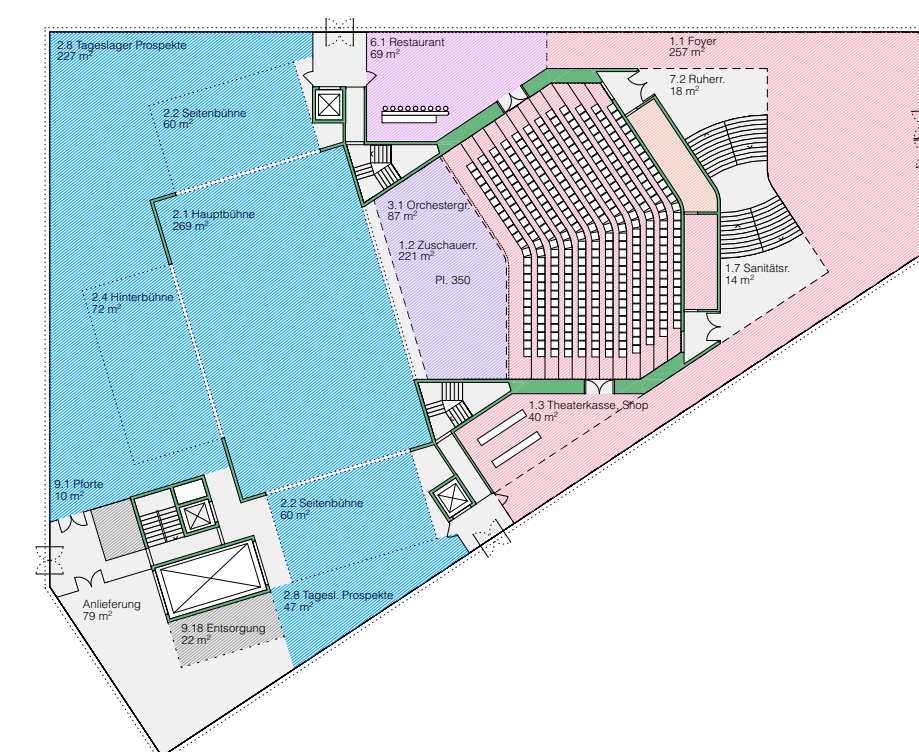 2.8 Tageslager Prospekte
227 m²
6.1 Restaurant
69 m²
1.1 Foyer
257 m²
7.2 Ruherr.
18 m²
2.2 Seitenbühne
60 m²
2.1 Hauptbühne
269 m²
3.1 Orchestergr.
87 m²
1.2 Zuschauerr.
221 m²
Pl. 350
1.7 Sanitätsr.
14 m²
2.4 Hinterbühne
72 m²
1.3 Theaterkasse, Shop
40 m²
9.1 Pforte
10 m²
2.2 Seitenbühne
60 m²
2.8 Tagesl. Prospekte
47 m²
Anlieferung
79 m²
9.18 Entsorgung
22 m²